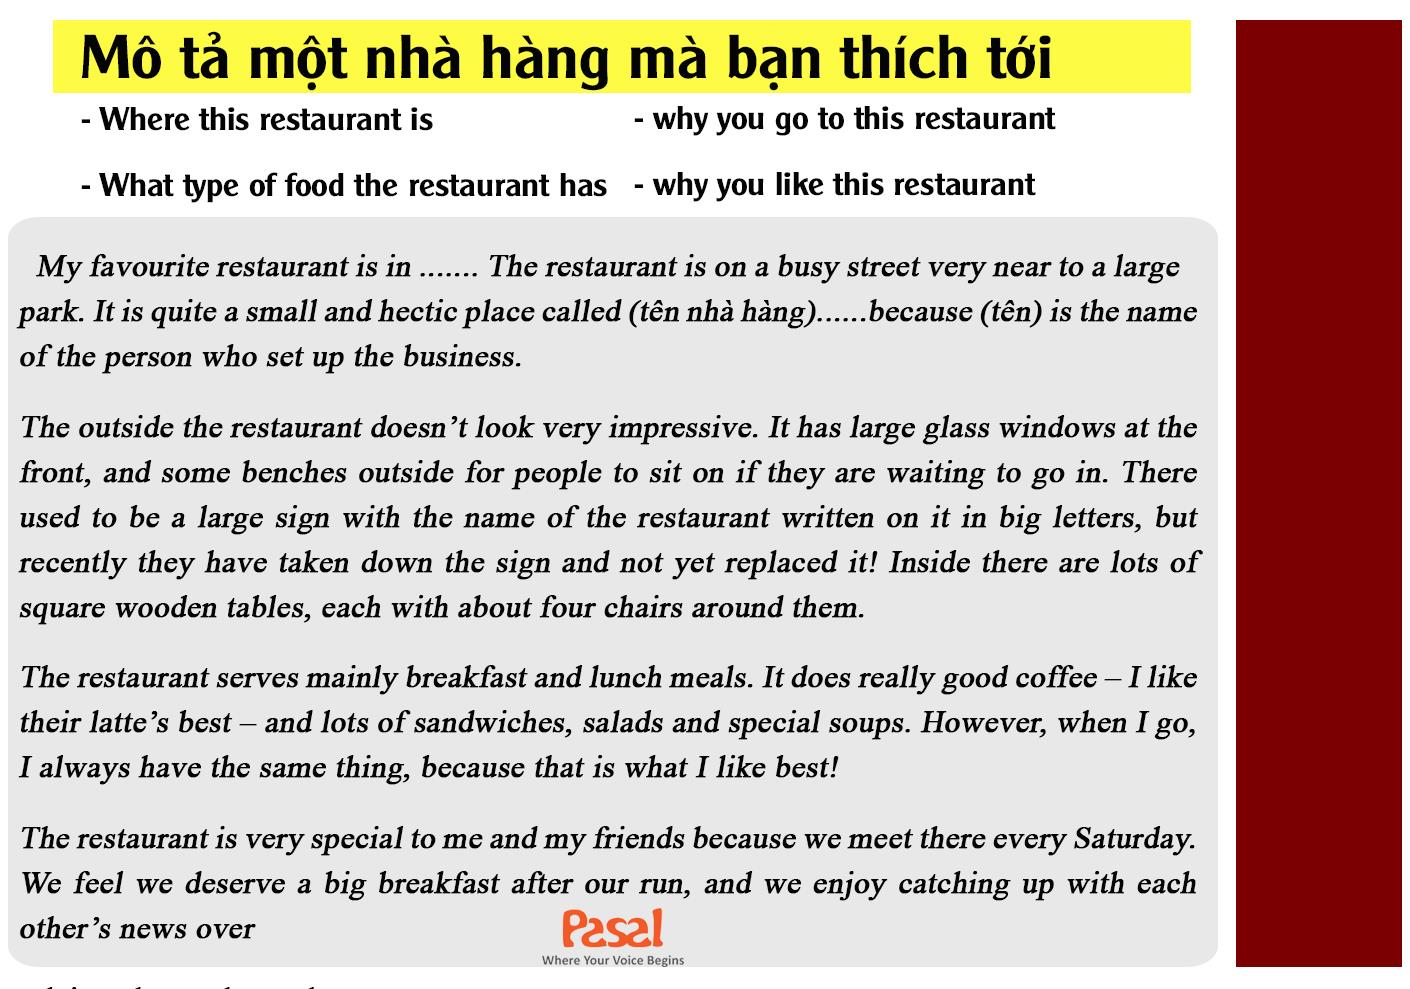 Mô tả một nhà hàng mà bạn thích tới
- Where this restaurant is
- why you go to this restaurant
- What type of food the restaurant has
- why you like this restaurant
My favourite restaurant is in ....... The restaurant is on a busy street very near to a large
park. It is quite a small and hectic place called (tên nhà hàng)......because (tên) is the name
of the person who set up the business.
The outside the restaurant doesn't look very impressive. It has large glass windows at the
front, and some benches outside for people to sit on if they are waiting to go in. There
used to be a large sign with the name of the restaurant written on it in big letters, but
recently they have taken down the sign and not yet replaced it! Inside there are lots of
square wooden tables, each with about four chairs around them.
The restaurant serves mainly breakfast and lunch meals. It does really good coffee – I like
their latte's best – and lots of sandwiches, salads and special soups. However, when I go,
I always have the same thing, because that is what I like best!
The restaurant is very special to me and my friends because we meet there every Saturday.
We feel we deserve a big breakfast after our run, and we enjoy catching up with each
other's news over
Pasal
Where Your Voice Begins